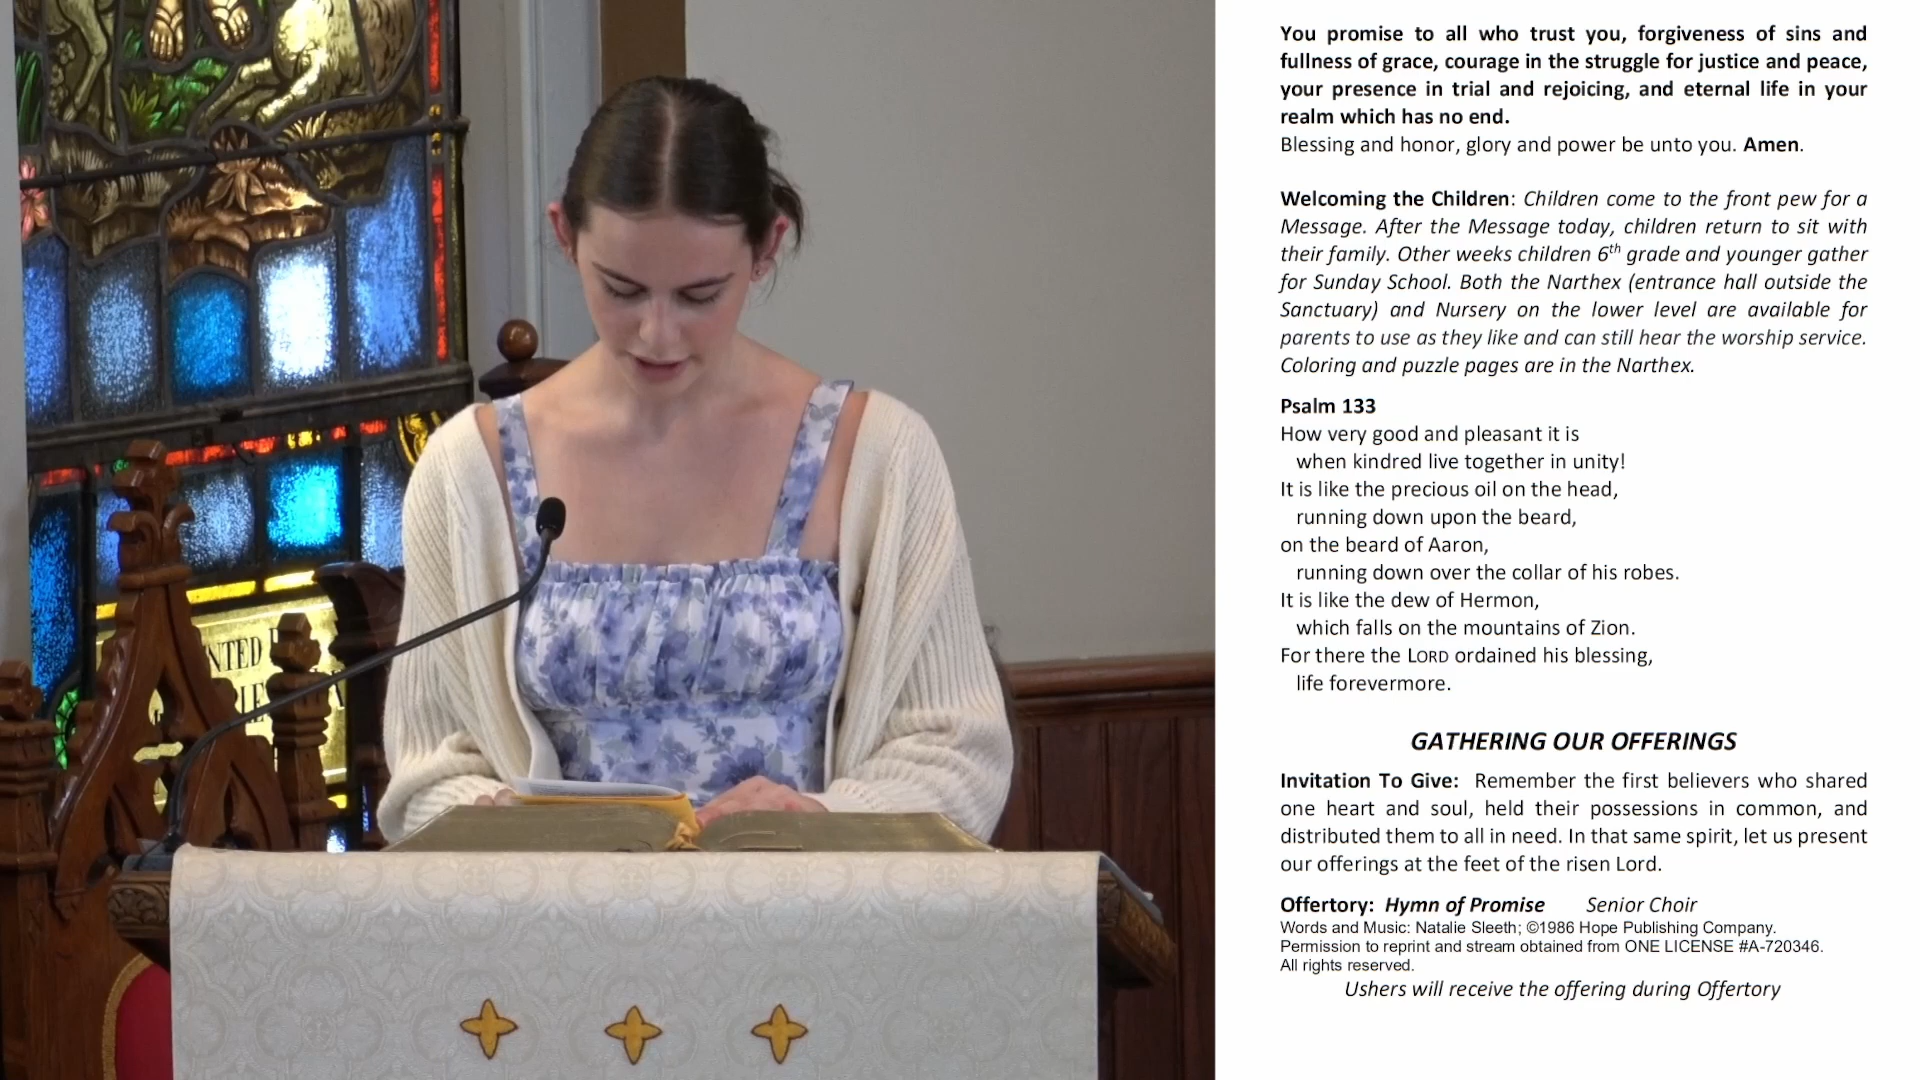 You promise to all who trust you, forgiveness of sins and
fullness of grace, courage in the struggle for justice and peace,
your presence in trial and rejoicing, and eternal life in your
realm which has no end.
Blessing and honor, glory and power be unto you. Amen.
Welcoming the Children: Children come to the front pew for a
Message. After the Message today, children return to sit with
their family. Other weeks children 6th grade and younger gather
for Sunday School. Both the Narthex (entrance hall outside the
Sanctuary) and Nursery on the lower level are available for
parents to use as they like and can still hear the worship service.
Coloring and puzzle pages are in the Narthex.
Psalm 133
How very good and pleasant it is
when kindred live together in unity!
It is like the precious oil on the head,
running down upon the beard,
on the beard of Aaron,
running down over the collar of his robes.
It is like the dew of Hermon,
which falls on the mountains of Zion.
For there the LORD ordained his blessing,
life forevermore.
GATHERING OUR OFFERINGS
Invitation To Give: Remember the first believers who shared
one heart and soul, held their possessions in common, and
distributed them to all in need. In that same spirit, let us present
our offerings at the feet of the risen Lord.
Offertory: Hymn of Promise Senior Choir
Words and Music: Natalie Sleeth; ©1986 Hope Publishing Company.
Permission to reprint and stream obtained from ONE LICENSE #A-720346.
All rights reserved.
Ushers will receive the offering during Offertory